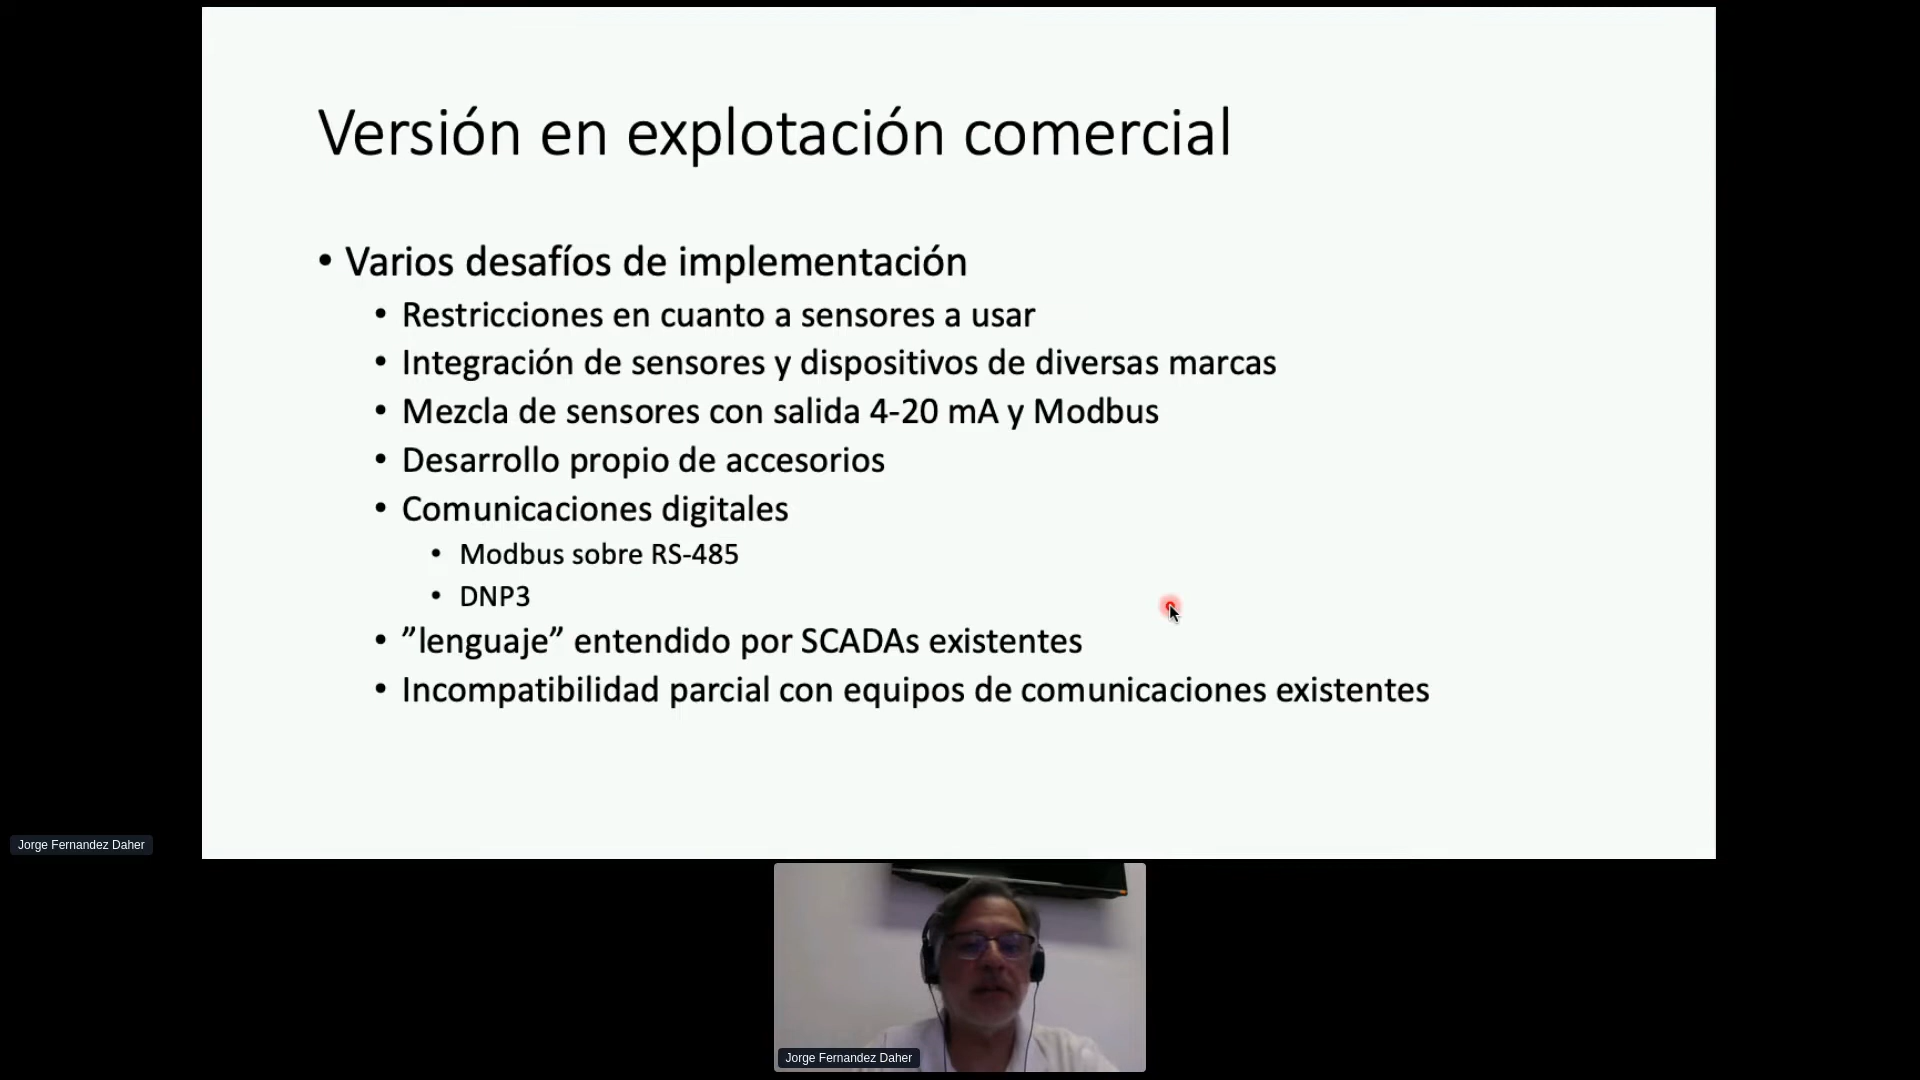 Versión en explotación comercial
• Varios desafíos de implementación
• Restricciones en cuanto a sensores a usar
• Integración de sensores y dispositivos de diversas marcas
• Mezcla de sensores con salida 4-20 mA y Modbus
• Desarrollo propio de accesorios
• Comunicaciones digitales
• Modbus sobre RS-485
• DNP3
• ”lenguaje” entendido por SCADAs existentes
• Incompatibilidad parcial con equipos de comunicaciones existentes
Jorge Fernandez Daher
Jorge Fernandez Daher